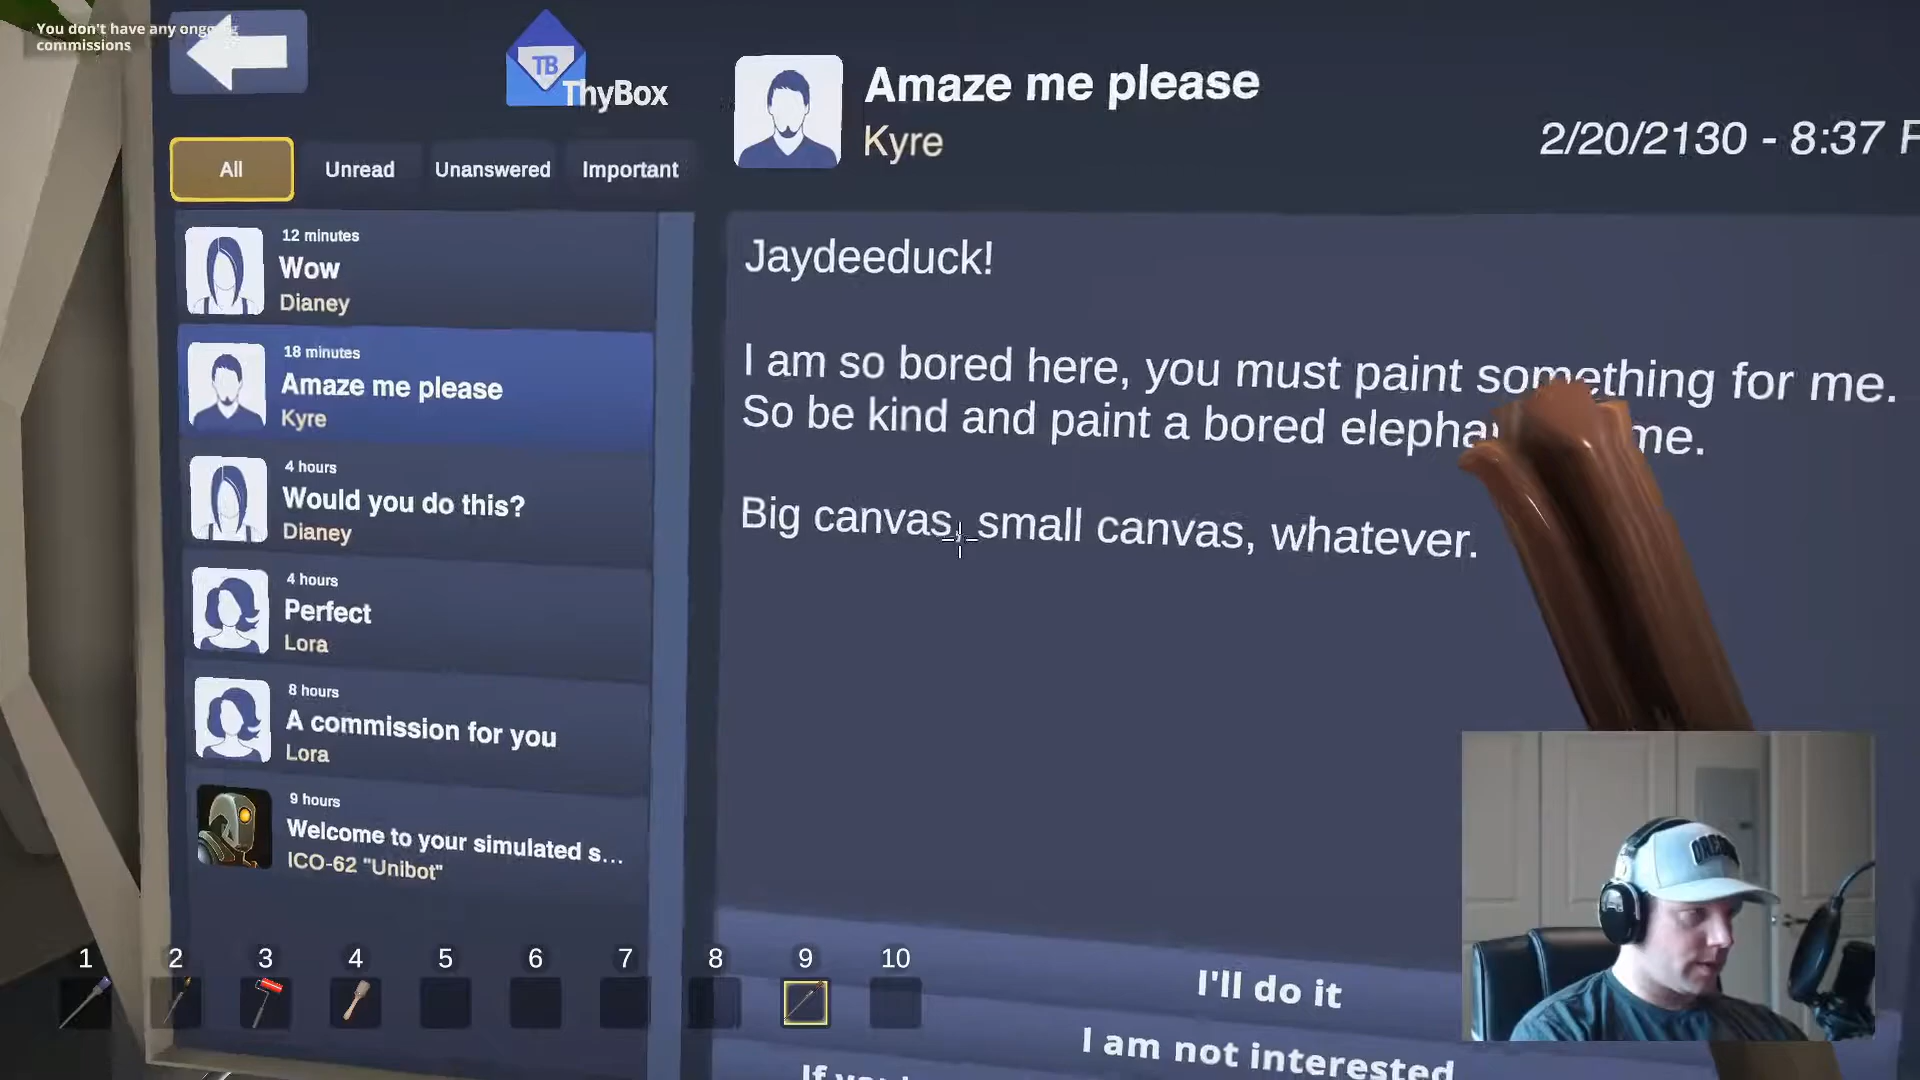 You don't have any ongoing
commissions
TB
ThyBox
All
Unread
Unanswered
Important
12 minutes
Wow
Dianey
18 minutes
Amaze me please
Kyre
4 hours
Would you do this?
Dianey
4 hours
Perfect
Lora
8 hours
A commission for you
Lora
9 hours
Welcome to your simulated s...
ICO-62 "Unibot"
Amaze me please
Kyre
2/20/2130 - 8:37
Jaydeeduck!
I am so bored here, you must paint something for me.
So be kind and paint a bored me.
Big canvas, small canvas, whatever.
I'll do it
I am not interested
1 2 3 4 5 6 7 8 9 10